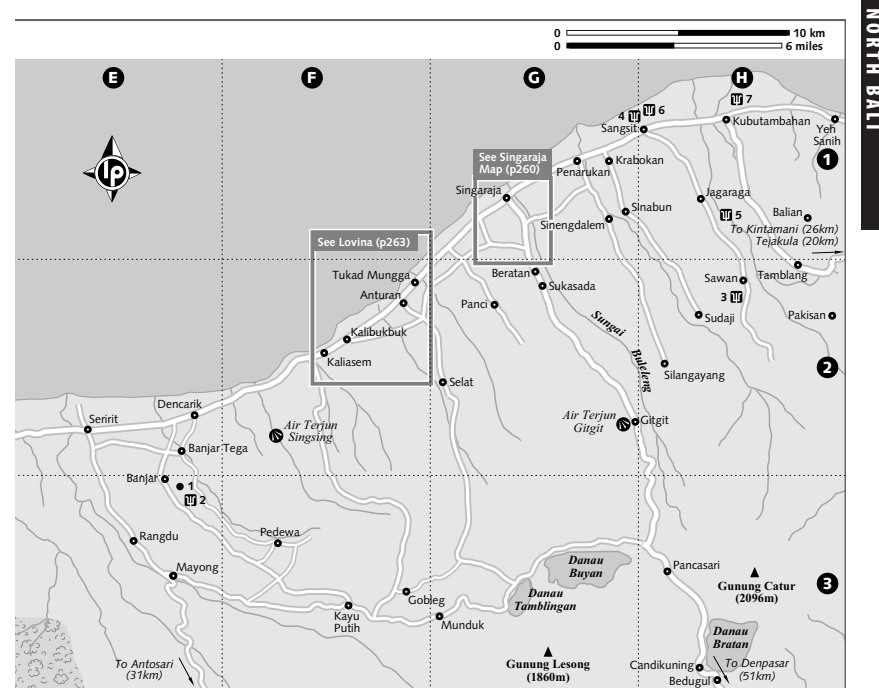 NORTH BALI
0 10 km
0 6 miles
E F G H
4 6 7
Sangsit Kubutambahan
Yeh
Sanih
1
See Singaraja
Map (p260)
Penarukan Krabokan
Singaraja
Jagaraga
Sinabun
5
Balian
Sinengdalem
To Kintamani (26km)
Tejakula (20km)
See Lovina (p263)
Tukad Mungga
Beratan
Sukasada
Sawan
Tamblang
Anturan
Panci
3
Sungai
Buleleng
Sudaji
Pakisan
Kalibukbuk
Kaliasem
2
Silangayang
Selat
Dencarik
Seririt
Air Terjun
Singsing
Air Terjun
Gitgit
Gitgit
Banjar Tega
Banjar
1
2
Rangdu
Pedewa
Mayong
Danau
Buyan
Pancasari
Gunung Catur
(2096m)
3
Danau
Tamblingan
Gobleg
Kayu
Putih
Munduk
Danau
Bratan
To Antosari
(31km)
Gunung Lesong
(1860m)
Candikuning
To Denpasar
(51km)
Bedugul
lp